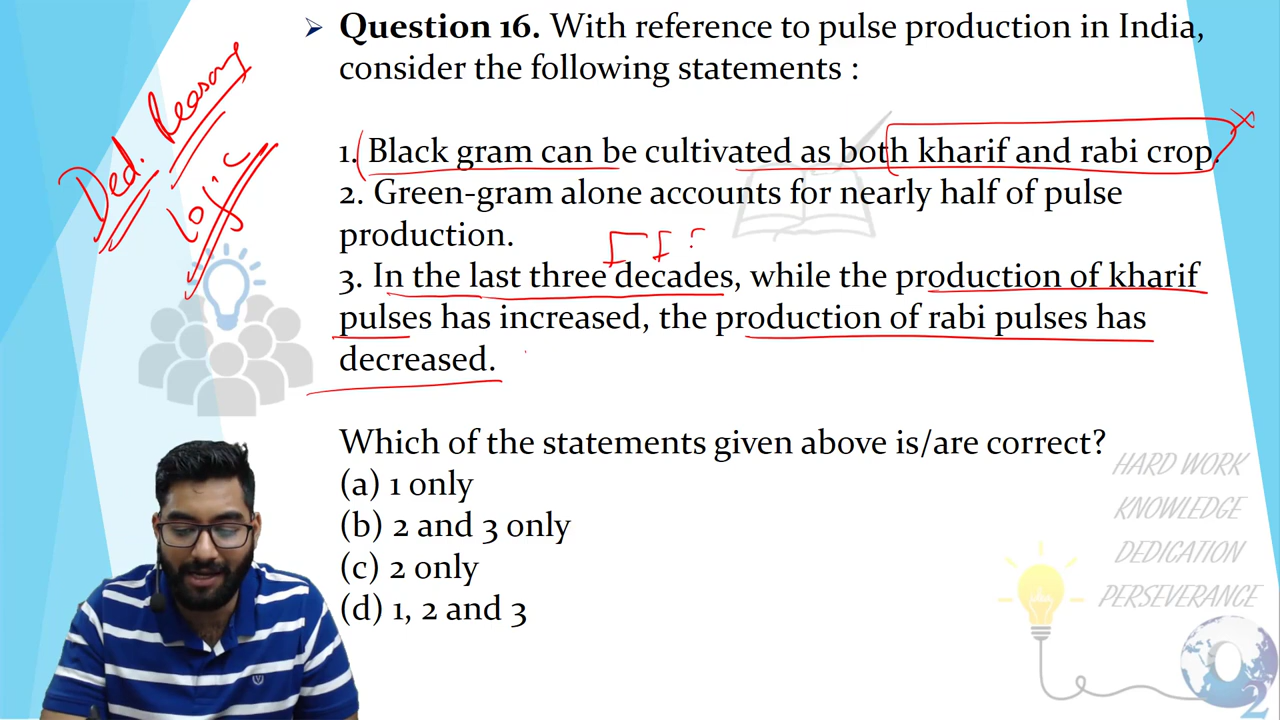 Question 16. With reference to pulse production in India,
consider the following statements :
1. Black gram can be cultivated as both kharif and rabi crop.
2. Green-gram alone accounts for nearly half of pulse
production.
3. In the last three decades, while the production of kharif
pulses has increased, the production of rabi pulses has
decreased.
Which of the statements given above is/are correct?
(a) 1 only
(b) 2 and 3 only
(c) 2 only
(d) 1, 2 and 3
Ded.
Logic
HARD WORK
KNOWLEDGE
DEDICATION
PERSEVERANCE
O2